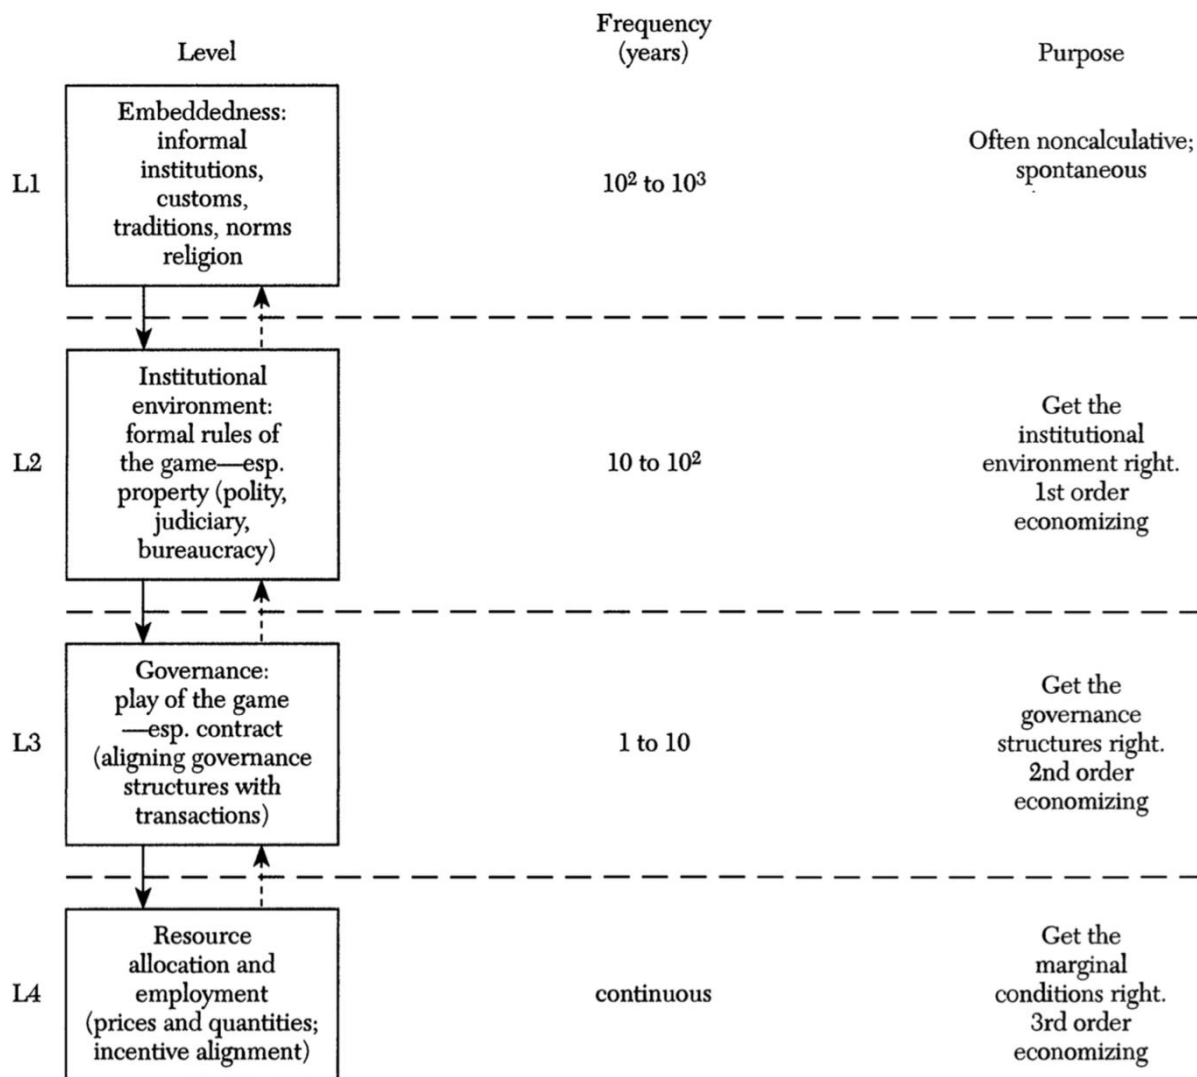 Level
Frequency
(years)
Purpose
L1
Embeddedness:
informal
institutions,
customs,
traditions, norms
religion
10² to 10³
Often noncalculative;
spontaneous
L2
Institutional
environment:
formal rules of
the game—esp.
property (polity,
judiciary,
bureaucracy)
10 to 10²
Get the
institutional
environment right.
1st order
economizing
L3
Governance:
play of the game
—esp. contract
(aligning governance
structures with
transactions)
1 to 10
Get the
governance
structures right.
2nd order
economizing
L4
Resource
allocation and
employment
(prices and quantities;
incentive alignment)
continuous
Get the
marginal
conditions right.
3rd order
economizing